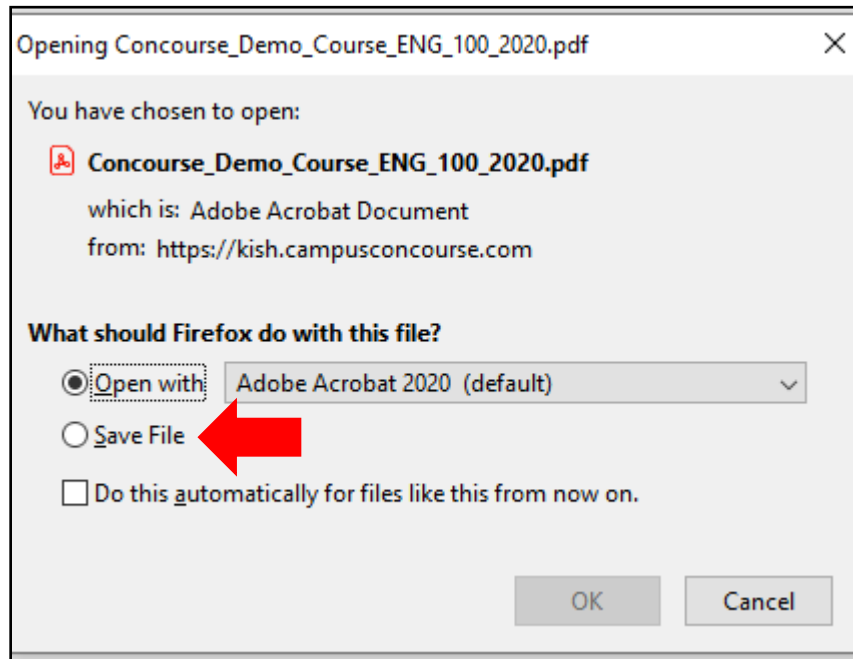 Opening Concourse_Demo_Course_ENG_100_2020.pdf
You have chosen to open:
Concourse_Demo_Course_ENG_100_2020.pdf
which is: Adobe Acrobat Document
from: https://kish.campusconcourse.com
What should Firefox do with this file?
Open with Adobe Acrobat 2020 (default)
Save File
Do this automatically for files like this from now on.
OK Cancel